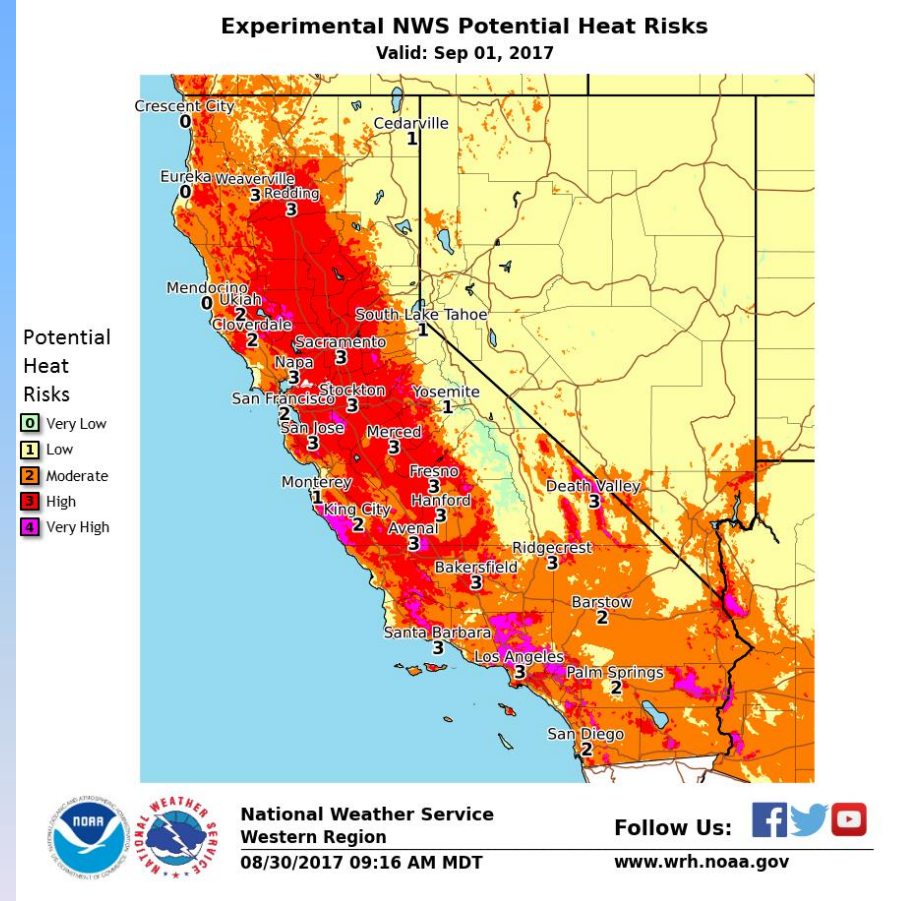 Experimental NWS Potential Heat Risks
Valid: Sep 01, 2017
Crescent City
0
Cedarville
1
Eureka
0
Weaverville
3
Redding
3
Mendocino
0
Ukiah
2
Cloverdale
2
South Lake Tahoe
1
Sacramento
3
Napa
3
Stockton
3
San Francisco
2
Yosemite
1
San Jose
3
Merced
3
Fresno
3
Monterey
1
Death Valley
3
Hanford
3
King City
2
Avenal
3
Ridgecrest
3
Bakersfield
3
Barstow
2
Santa Barbara
3
Los Angeles
3
Palm Springs
2
San Diego
2
Potential
Heat
Risks
0 Very Low
1 Low
2 Moderate
3 High
4 Very High
NOAA
NATIONAL WEATHER SERVICE
National Weather Service
Western Region
08/30/2017 09:16 AM MDT
Follow Us:
www.wrh.noaa.gov